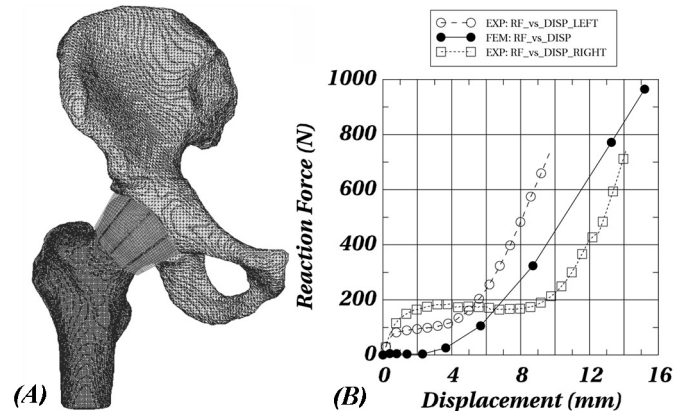 EXP: RF_vs_DISP_LEFT
FEM: RF_vs_DISP
EXP: RF_vs_DISP_RIGHT
1000
800
600
400
200
0
Reaction Force (N)
0 4 8 12 16
Displacement (mm)
(A)
(B)